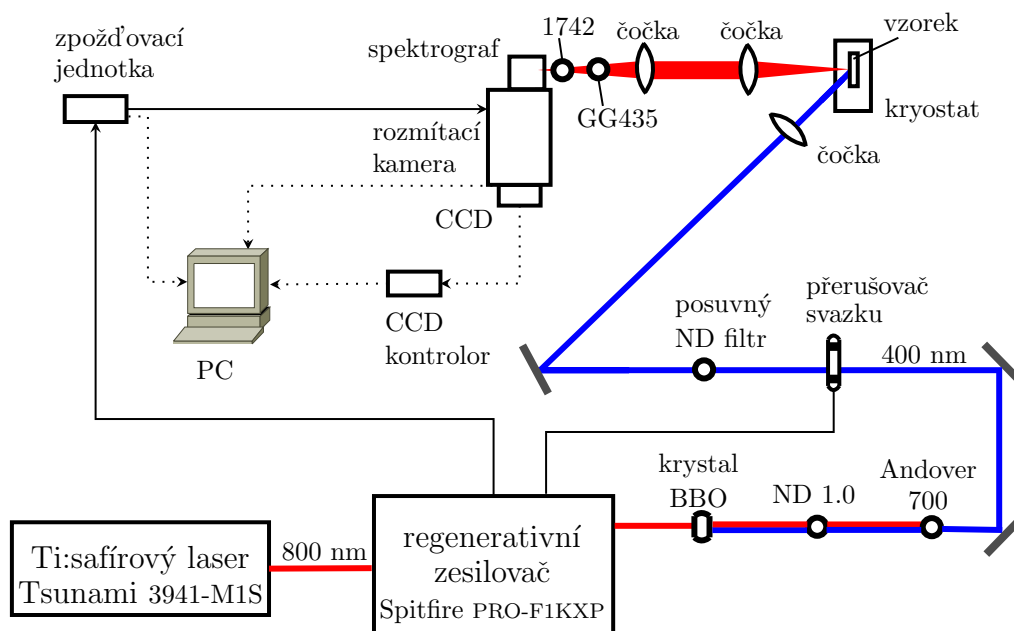 zpožďovací
jednotka
spektrograf
1742
čočka
čočka
vzorek
GG435
kryostat
rozmítací
kamera
čočka
CCD
PC
CCD
kontrolor
posuvný
ND filtr
přerušovač
svazku
400 nm
krystal
BBO
ND 1.0
Andover
700
Ti:safírový laser
Tsunami 3941-M1S
800 nm
regenerativní
zesilovač
Spitfire PRO-F1KXP